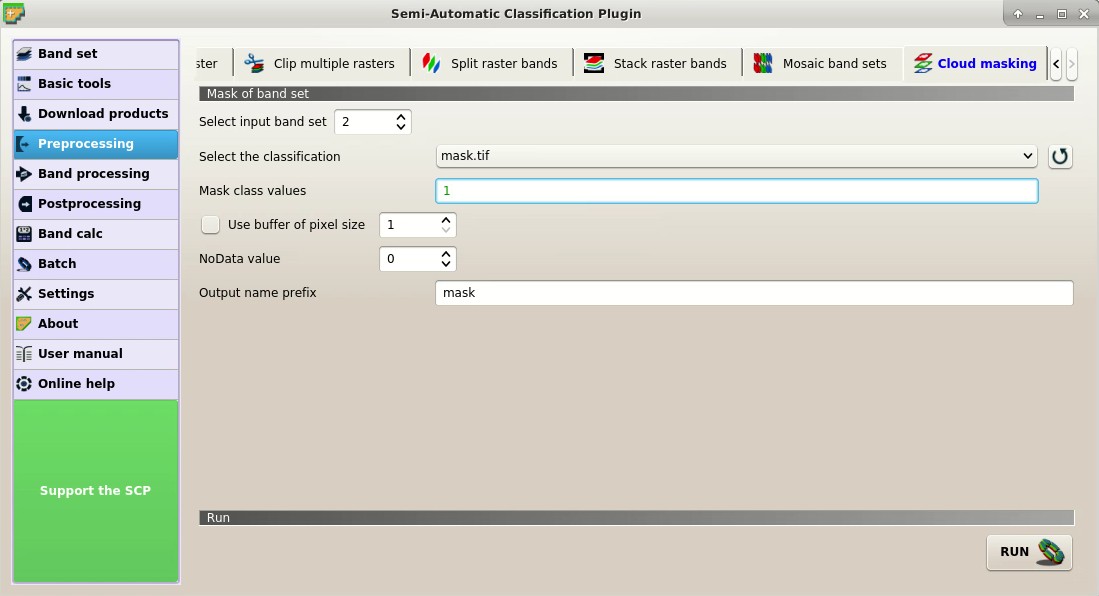 Semi-Automatic Classification Plugin
Band set
Basic tools
Download products
Preprocessing
Band processing
Postprocessing
Band calc
Batch
Settings
About
User manual
Online help
Support the SCP
ster
Clip multiple rasters
Split raster bands
Stack raster bands
Mosaic band sets
Cloud masking
Mask of band set
Select input band set 2
Select the classification mask.tif
Mask class values 1
Use buffer of pixel size 1
NoData value 0
Output name prefix mask
Run
RUN